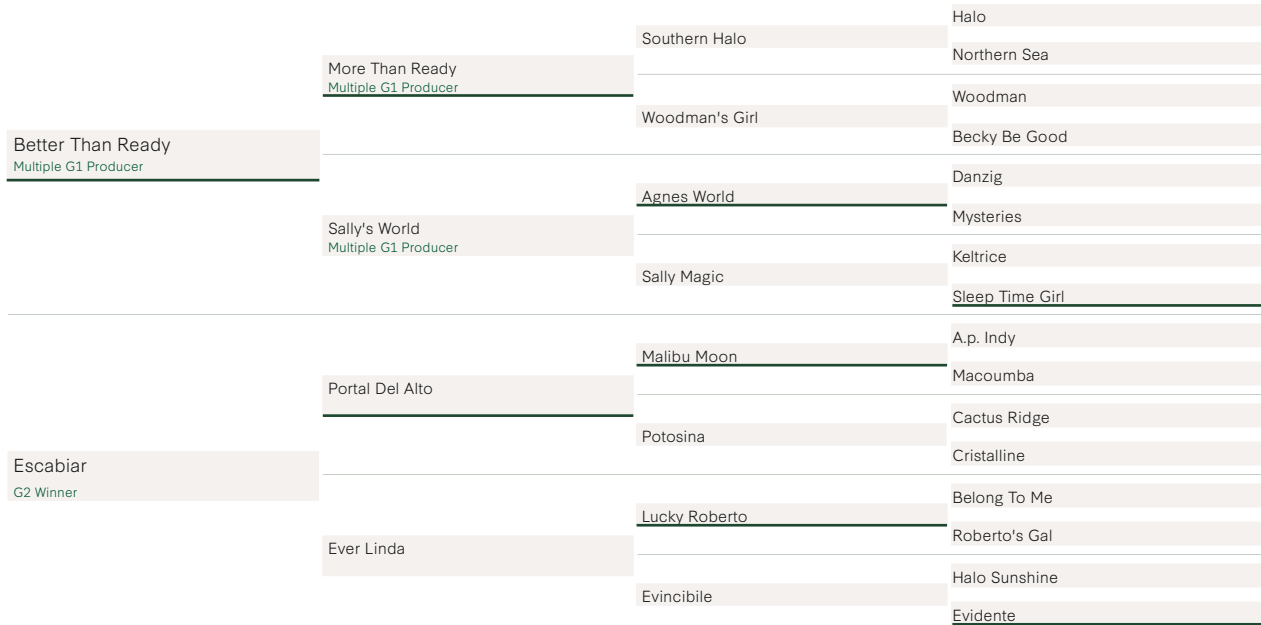 Halo
Southern Halo
Northern Sea
More Than Ready
Multiple G1 Producer
Woodman
Woodman's Girl
Becky Be Good
Better Than Ready
Multiple G1 Producer
Danzig
Agnes World
Mysteries
Sally's World
Multiple G1 Producer
Keltrice
Sally Magic
Sleep Time Girl
A.p. Indy
Malibu Moon
Macoumba
Portal Del Alto
Cactus Ridge
Potosina
Cristalline
Escabiar
G2 Winner
Belong To Me
Lucky Roberto
Roberto's Gal
Ever Linda
Halo Sunshine
Evincibile
Evidente